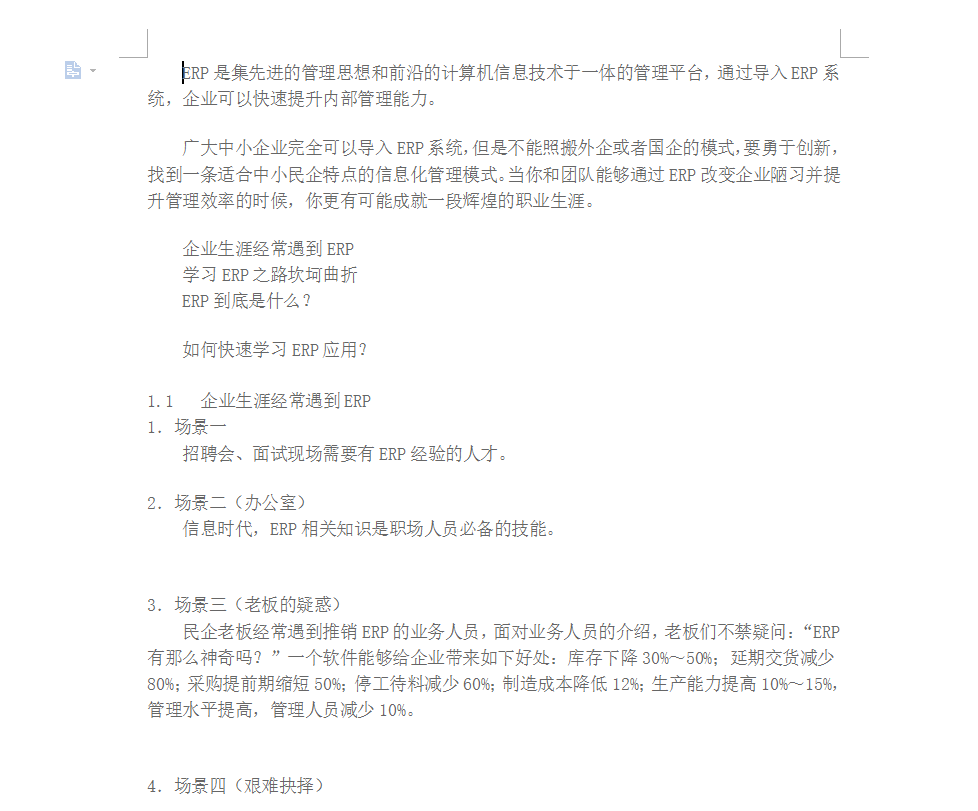 ERP 是集先进的管理思想和前沿的计算机信息技术于一体的管理平台，通过导入 ERP 系
统，企业可以快速提升内部管理能力。
广大中小企业完全可以导入 ERP 系统，但是不能照搬外企或者国企的模式，要勇于创新，
找到一条适合中小民企特点的信息化管理模式。当你和团队能够通过 ERP 改变企业陋习并提
升管理效率的时候，你更有可能成就一段辉煌的职业生涯。
企业生涯经常遇到 ERP
学习 ERP 之路坎坷曲折
ERP 到底是什么？
如何快速学习 ERP 应用？
1.1 企业生涯经常遇到 ERP
1. 场景一
招聘会、面试现场需要有 ERP 经验的人才。
2. 场景二（办公室）
信息时代，ERP 相关知识是职场人员必备的技能。
3. 场景三（老板的疑惑）
民企老板经常遇到推销 ERP 的业务人员，面对业务人员的介绍，老板们不禁疑问：“ERP
有那么神奇吗？”一个软件能够给企业带来如下好处：库存下降 30%～50%；延期交货减少
80%；采购提前期缩短 50%；停工待料减少 60%；制造成本降低 12%；生产能力提高 10%～15%，
管理水平提高，管理人员减少 10%。
4. 场景四（艰难抉择）